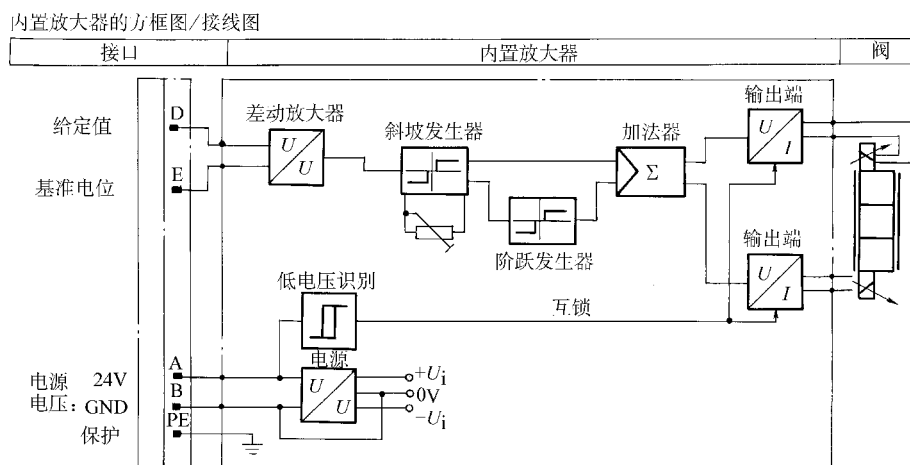 内置放大器的方框图/接线图
接口
内置放大器
阀
给定值
D
差动放大器
U
U
斜坡发生器
加法器
Σ
输出端
U
I
基准电位
E
阶跃发生器
输出端
U
I
低电压识别
互锁
电源
A
电源 24V
U
U
+Ui
0V
-Ui
B
电压：GND
PE
保护